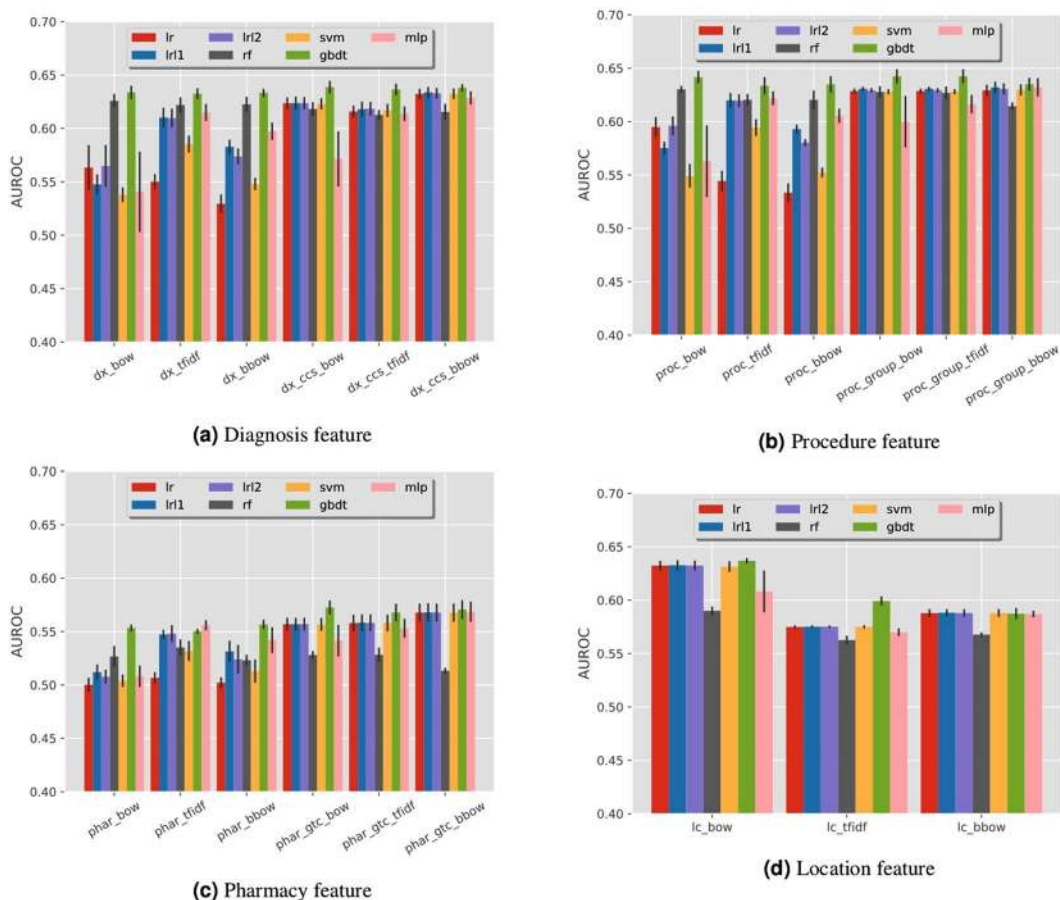 0.70
0.65
0.60
0.55
0.50
0.45
0.40
AUROC
lr
lrl2
svm
mlp
lrl1
rf
gbdt
dx_bow
dx_tfidf
dx_bbow
dx_ccs_bow
dx_ccs_tfidf
dx_ccs_bbow
(a) Diagnosis feature
0.70
0.65
0.60
0.55
0.50
0.45
0.40
AUROC
lr
lrl2
svm
mlp
lrl1
rf
gbdt
proc_bow
proc_tfidf
proc_bbow
proc_group_bow
proc_group_tfidf
proc_group_bbow
(b) Procedure feature
0.70
0.65
0.60
0.55
0.50
0.45
0.40
AUROC
lr
lrl2
svm
mlp
lrl1
rf
gbdt
phar_bow
phar_tfidf
phar_bbow
phar_gtc_bow
phar_gtc_tfidf
phar_gtc_bbow
(c) Pharmacy feature
0.70
0.65
0.60
0.55
0.50
0.45
0.40
AUROC
lr
lrl2
svm
mlp
lrl1
rf
gbdt
lc_bow
lc_tfidf
lc_bbow
(d) Location feature